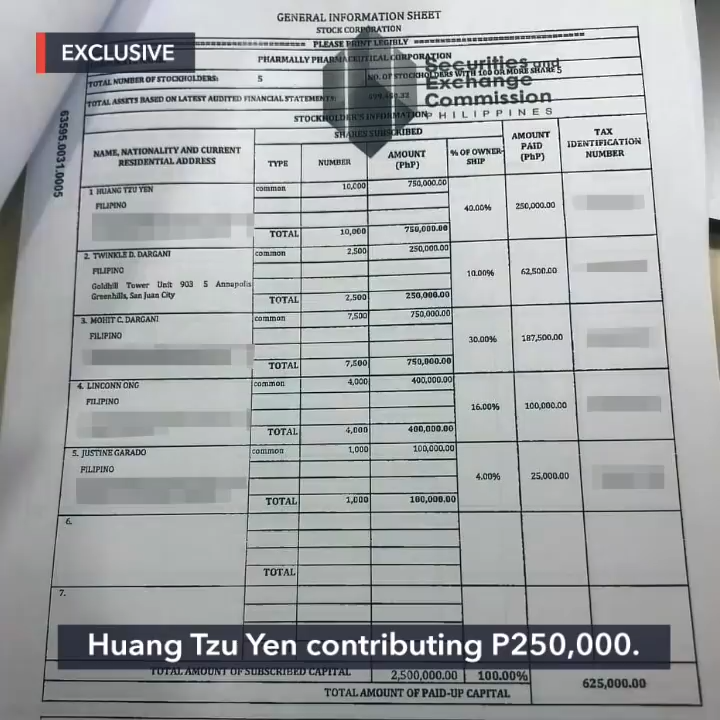 GENERAL INFORMATION SHEET
STOCK CORPORATION
PLEASE PRINT LEGIBLY
EXCLUSIVE
PHARMALLY PHARMACEUTICAL CORPORATION
Securities and
Exchange
Commission
PHILIPPINES
TOTAL NUMBER OF STOCKHOLDERS: 5 NO. OF STOCKHOLDERS WITH 100 OR MORE SHARES 5
TOTAL ASSETS BASED ON LATEST AUDITED FINANCIAL STATEMENTS:
STOCKHOLDER'S INFORMATION
63595.0031.0005
NAME, NATIONALITY AND CURRENT RESIDENTIAL ADDRESS
SHARES SUBSCRIBED
TYPE NUMBER AMOUNT (PhP) % OF OWNER-SHIP AMOUNT PAID (PhP) TAX IDENTIFICATION NUMBER
1 HUANG TZU YEN common 10,000 750,000.00
FILIPINO 40.00% 250,000.00
TOTAL 10,000 750,000.00
2. TWINKLE D. DARGANI common 2,500 250,000.00
FILIPINO 10.00% 62,500.00
Goldhill Tower Unit 903 5 Annapolis
Greenhills, San Juan City
TOTAL 2,500 250,000.00
3. MOHIT C. DARGANI common 7,500 750,000.00
FILIPINO 30.00% 187,500.00
TOTAL 7,500 750,000.00
4. LINCONN ONG common 4,000 400,000.00
FILIPINO 16.00% 100,000.00
TOTAL 4,000 400,000.00
5. JUSTINE GARADO common 1,000 100,000.00
FILIPINO 4.00% 25,000.00
TOTAL 1,000 100,000.00
6.
TOTAL
7.
Huang Tzu Yen contributing P250,000.
TOTAL AMOUNT OF SUBSCRIBED CAPITAL 2,500,000.00 100.00%
TOTAL AMOUNT OF PAID-UP CAPITAL 625,000.00